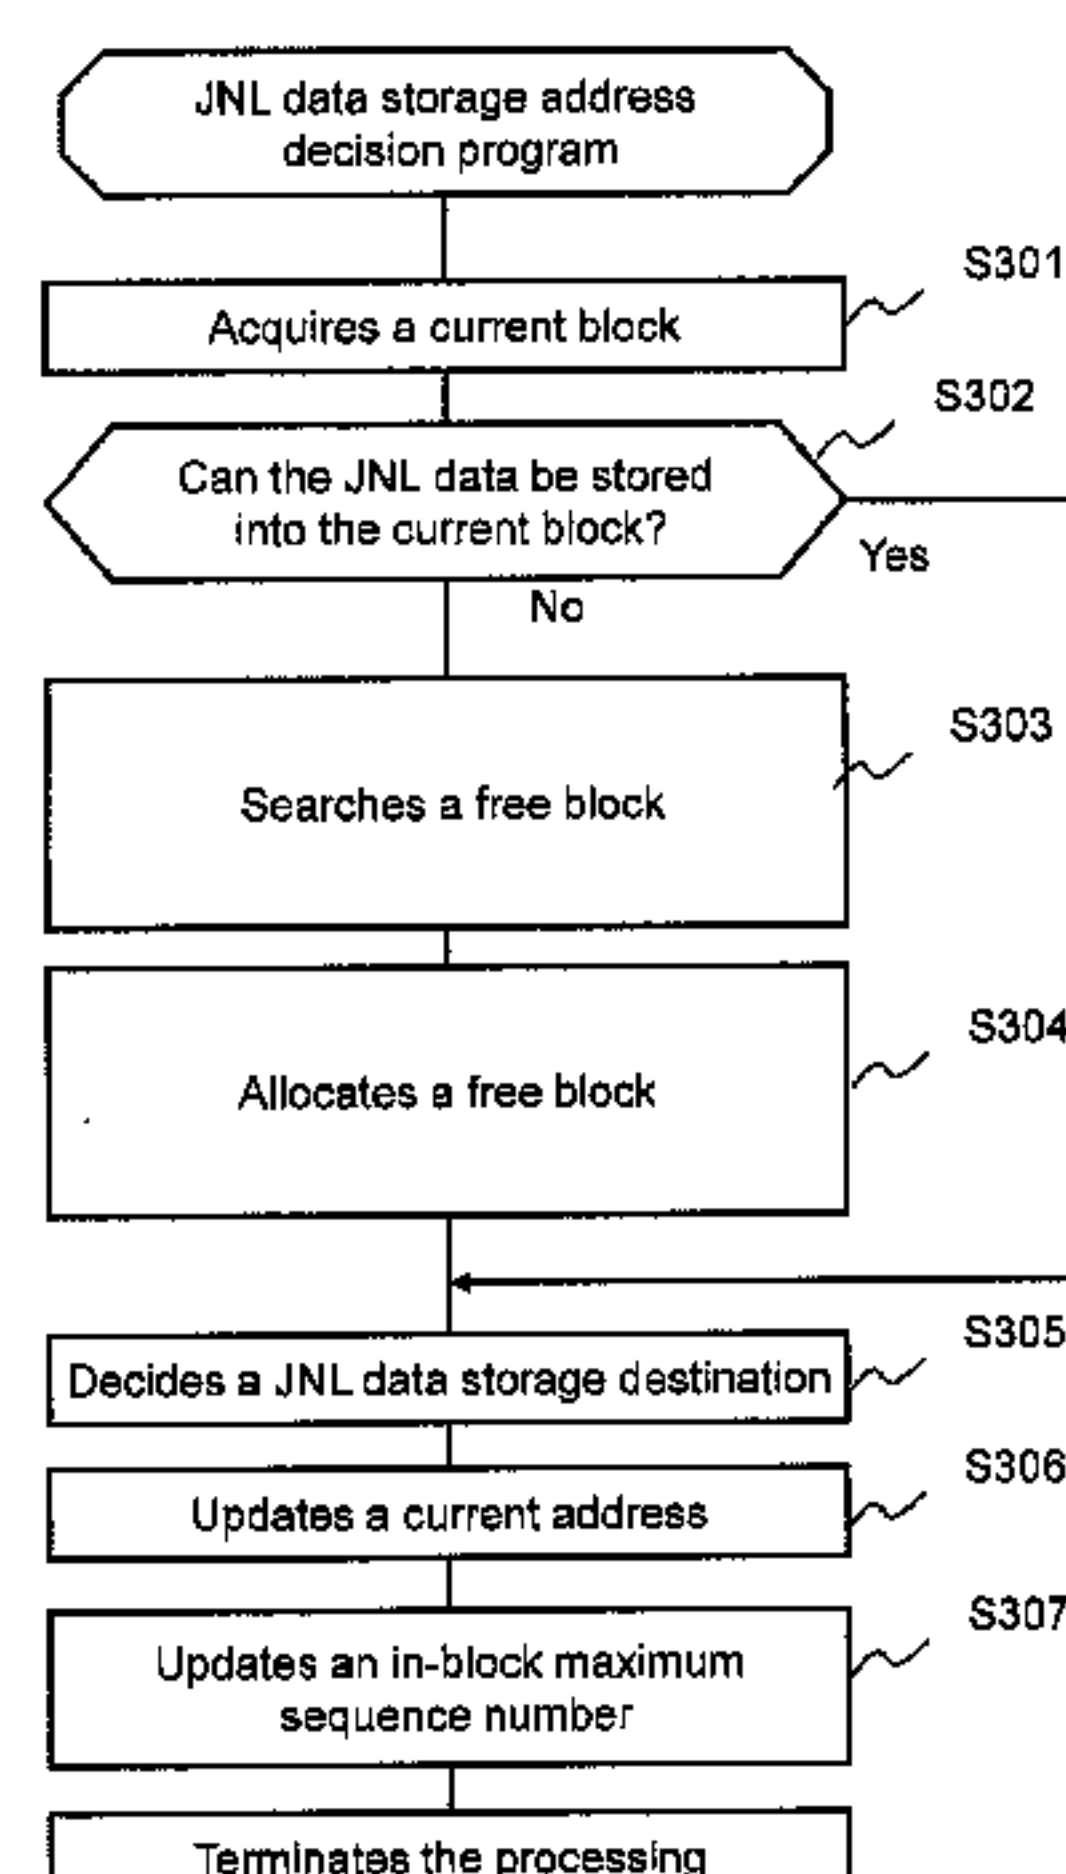 JNL data storage address
decision program
S301
Acquires a current block
S302
Can the JNL data be stored
into the current block?
Yes
No
S303
Searches a free block
S304
Allocates a free block
S305
Decides a JNL data storage destination
S306
Updates a current address
S307
Updates an in-block maximum
sequence number
Terminates the processing